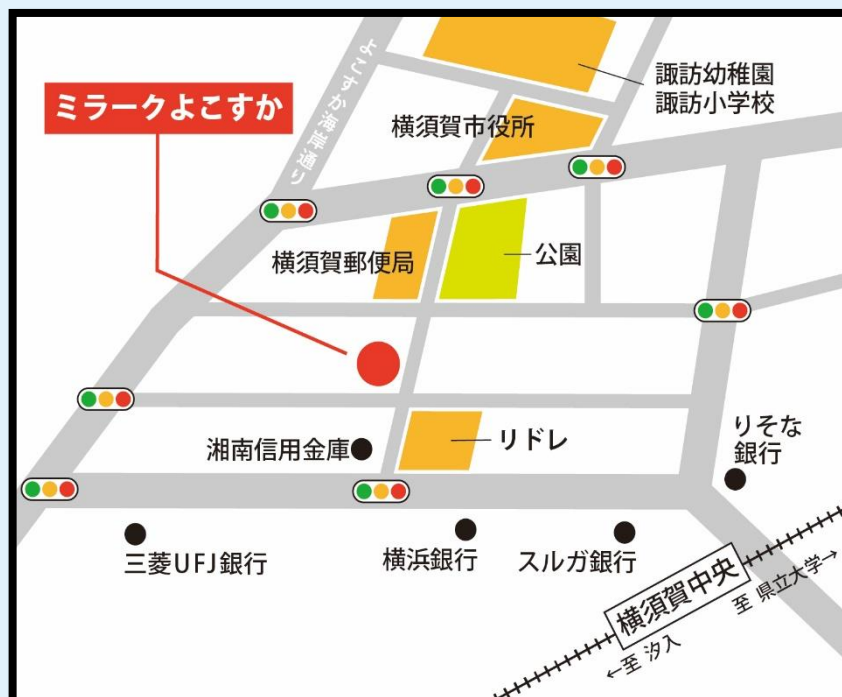 よこすか海岸通り
諏訪幼稚園
諏訪小学校
ミラークよこすか
横須賀市役所
横須賀郵便局
公園
湘南信用金庫
リドレ
りそな
銀行
三菱UFJ銀行
横浜銀行
スルガ銀行
横須賀中央
至 県立大学→
←至 汐入